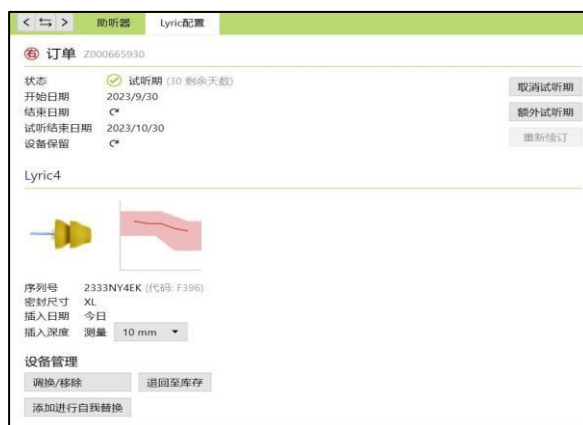 助听器 Lyric配置
右 订单 Z000665930
状态 试听期 (30 剩余天数) 取消试听期
开始日期 2023/9/30
结束日期 额外试听期
试听结束日期 2023/10/30
设备保留 重新续订
Lyric4
序列号 2333NY4EK (代码: F396)
密封尺寸 XL
插入日期 今日
插入深度 测量 10 mm
设备管理
调换/移除 退回至库存
添加进行自我替换